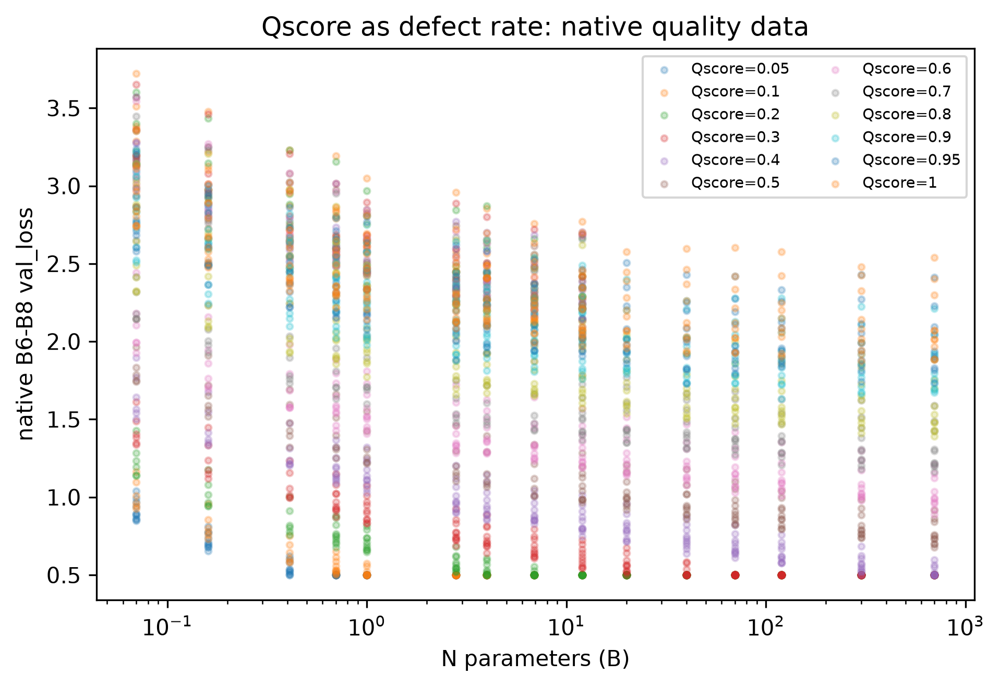 Qscore as defect rate: native quality data
Qscore=0.05
Qscore=0.1
Qscore=0.2
Qscore=0.3
Qscore=0.4
Qscore=0.5
Qscore=0.6
Qscore=0.7
Qscore=0.8
Qscore=0.9
Qscore=0.95
Qscore=1
native B6-B8 val_loss
3.5
3.0
2.5
2.0
1.5
1.0
0.5
10⁻¹
10⁰
10¹
10²
10³
N parameters (B)